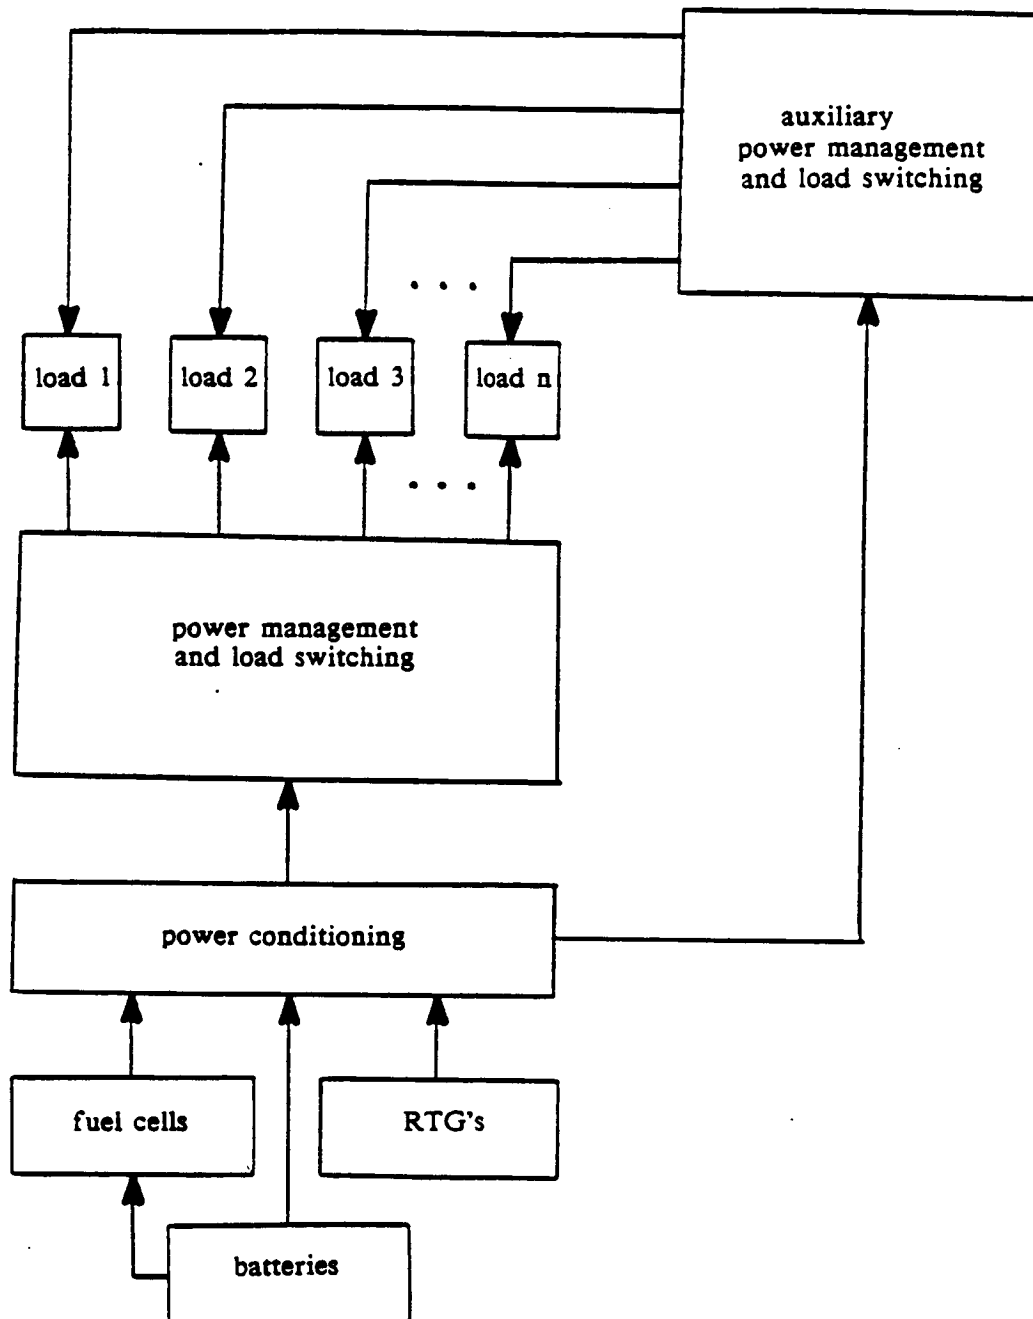 auxiliary
power management
and load switching
. . .
load 1
load 2
load 3
load n
. . .
power management
and load switching
power conditioning
fuel cells
RTG's
batteries